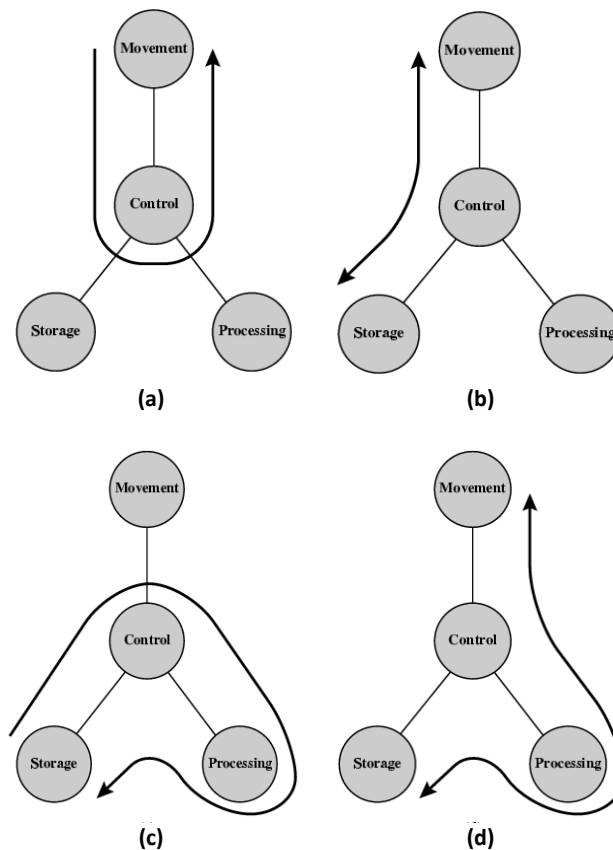 Movement
Control
Storage
Processing
(a)
Movement
Control
Storage
Processing
(b)
Movement
Control
Storage
Processing
(c)
Movement
Control
Storage
Processing
(d)